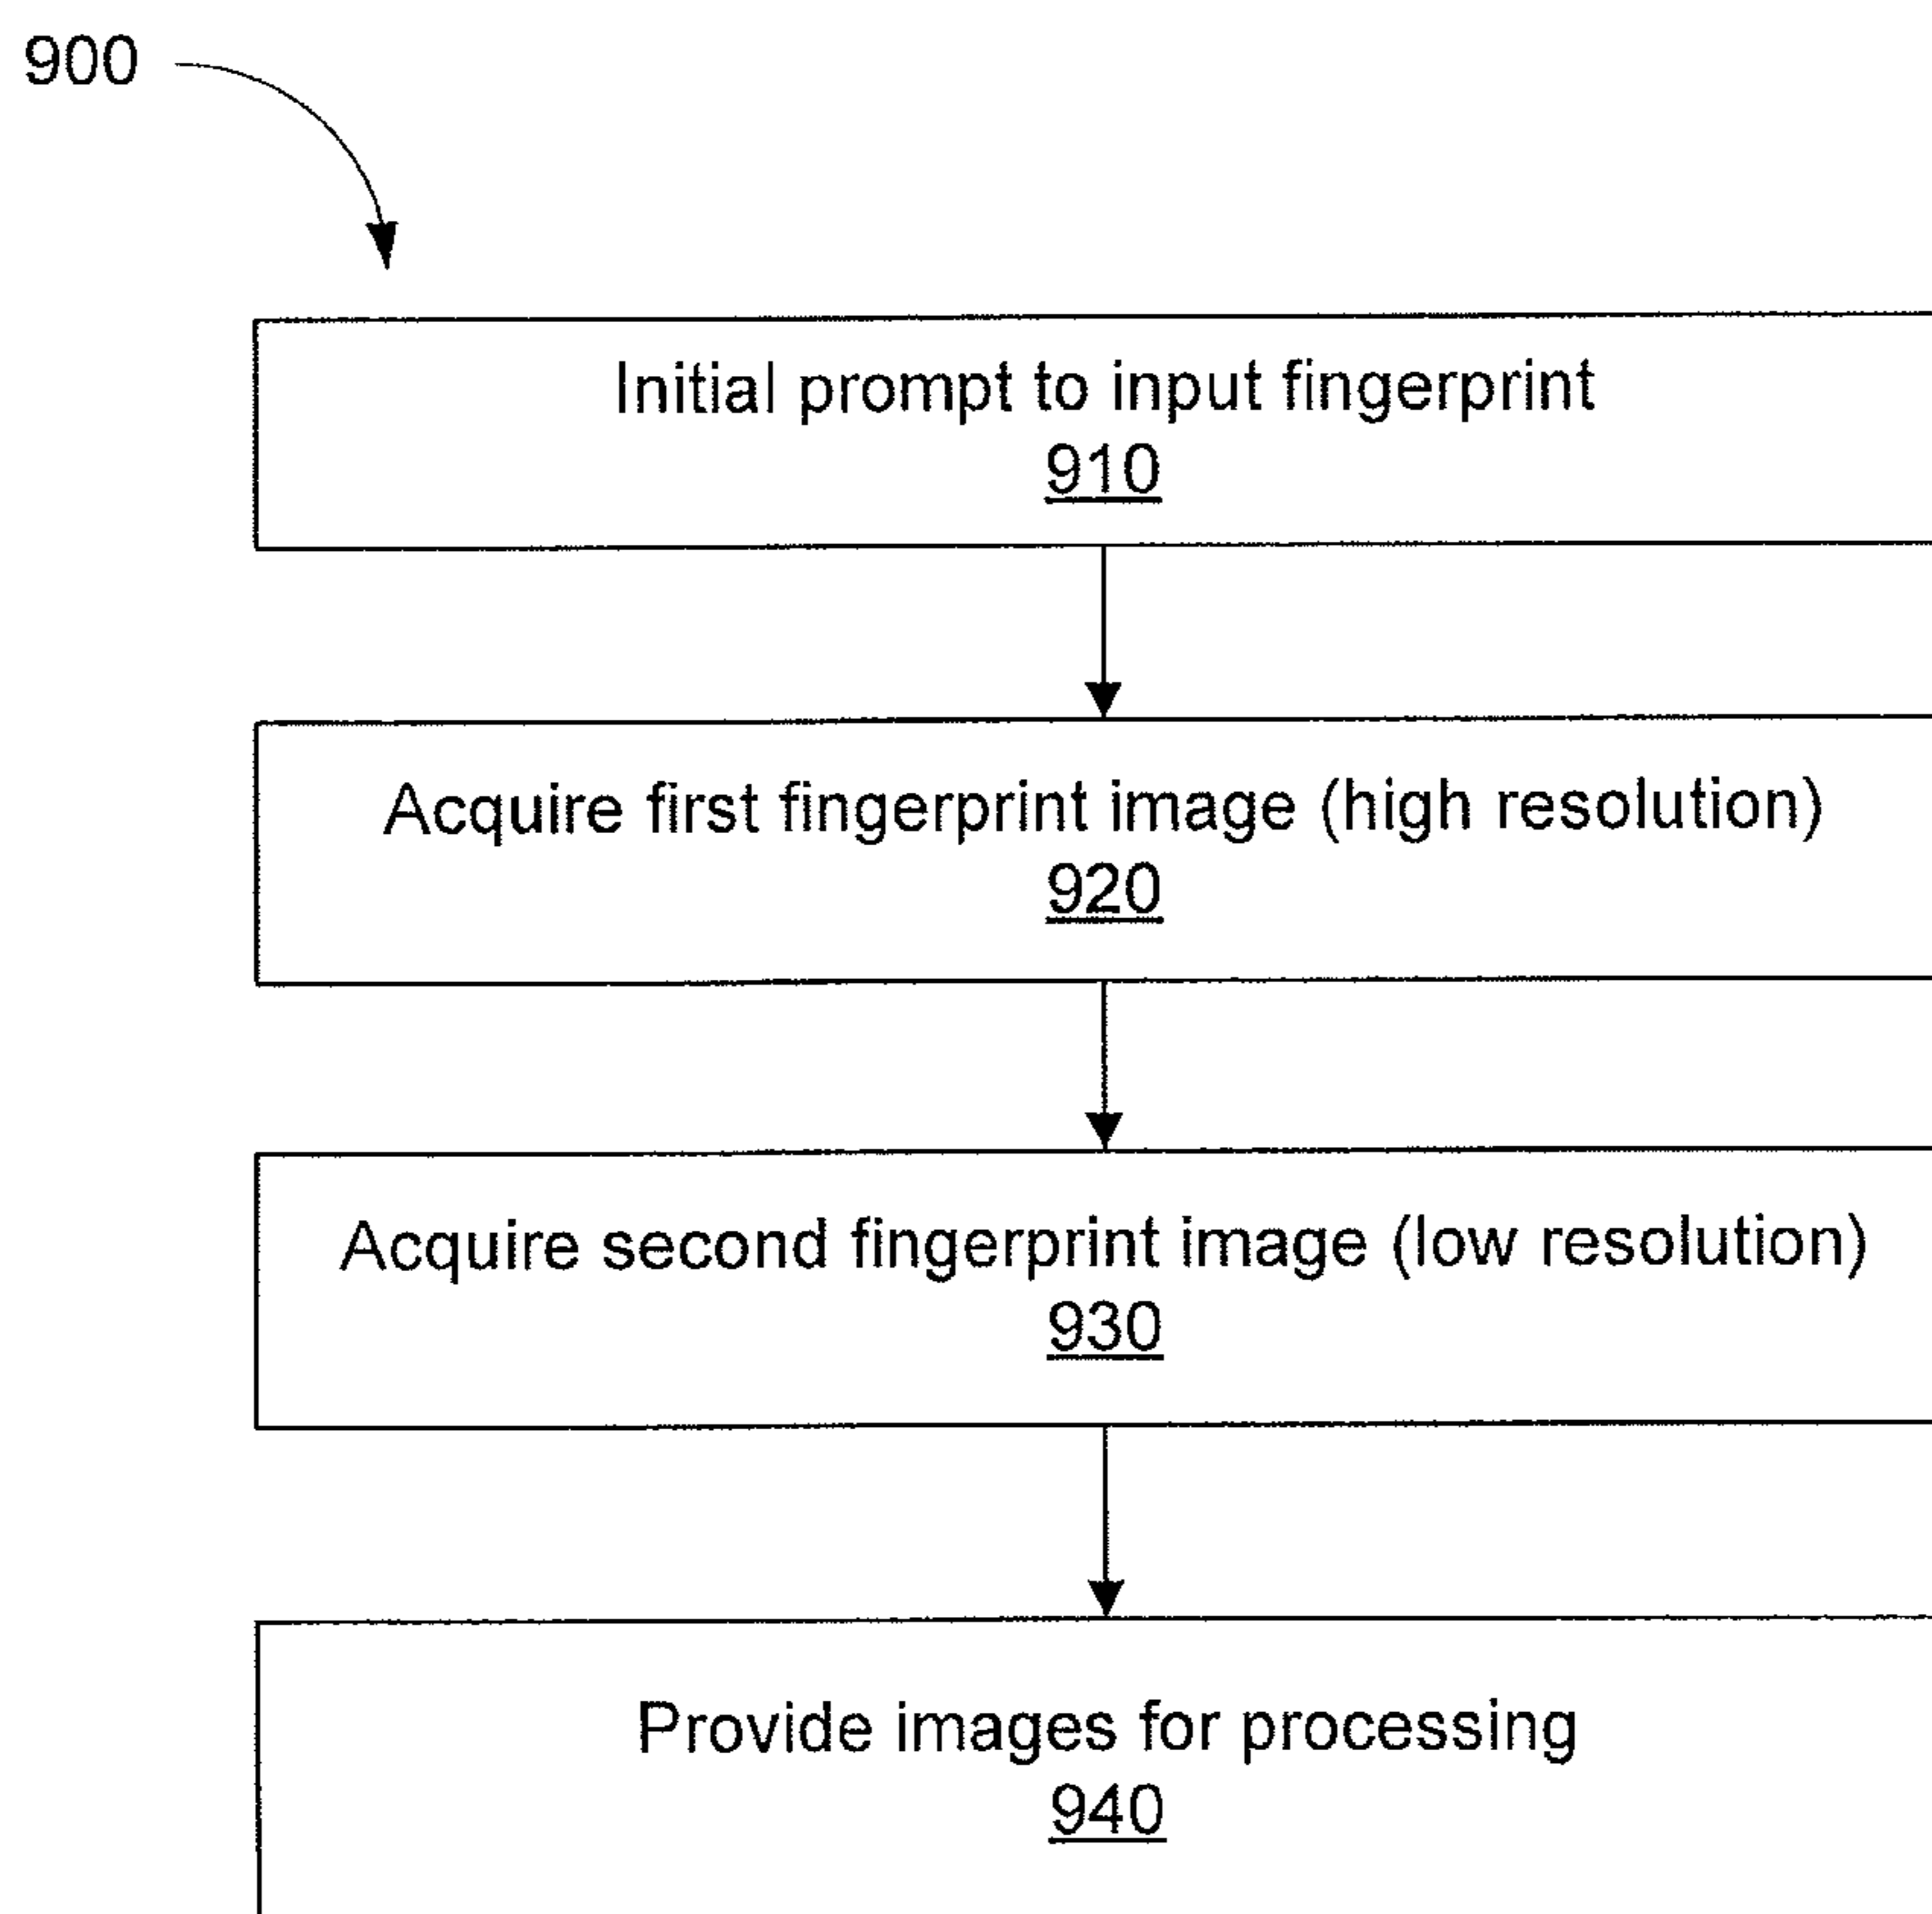 900
Initial prompt to input fingerprint
910
Acquire first fingerprint image (high resolution)
920
Acquire second fingerprint image (low resolution)
930
Provide images for processing
940